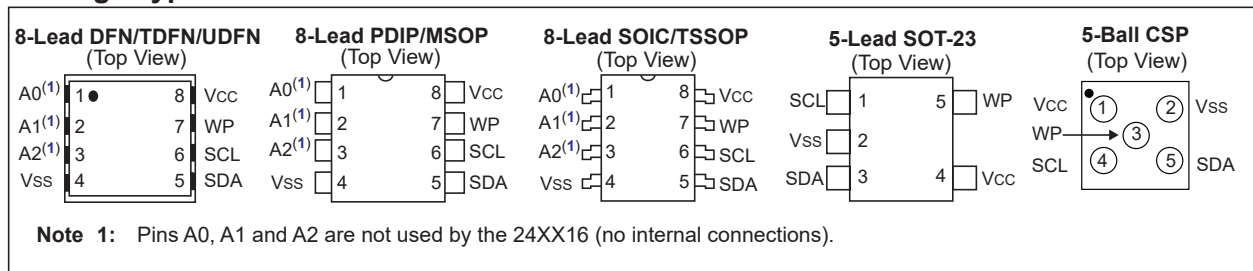 8-Lead DFN/TDFN/UDFN
(Top View)
A0(1) 1 8 VCC
A1(1) 2 7 WP
A2(1) 3 6 SCL
VSS 4 5 SDA
8-Lead PDIP/MSOP
(Top View)
A0(1) 1 8 VCC
A1(1) 2 7 WP
A2(1) 3 6 SCL
VSS 4 5 SDA
8-Lead SOIC/TSSOP
(Top View)
A0(1) 1 8 VCC
A1(1) 2 7 WP
A2(1) 3 6 SCL
VSS 4 5 SDA
5-Lead SOT-23
(Top View)
SCL 1 5 WP
VSS 2
SDA 3 4 VCC
5-Ball CSP
(Top View)
VCC 1 2 VSS
WP 3
SCL 4 5 SDA
Note 1: Pins A0, A1 and A2 are not used by the 24XX16 (no internal connections).